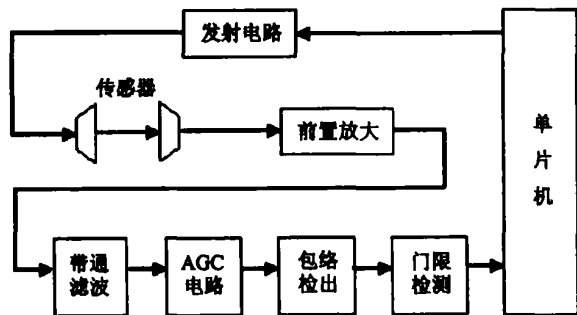 发射电路
传感器
前置放大
单
片
机
带通
滤波
AGC
电路
包络
检出
门限
检测